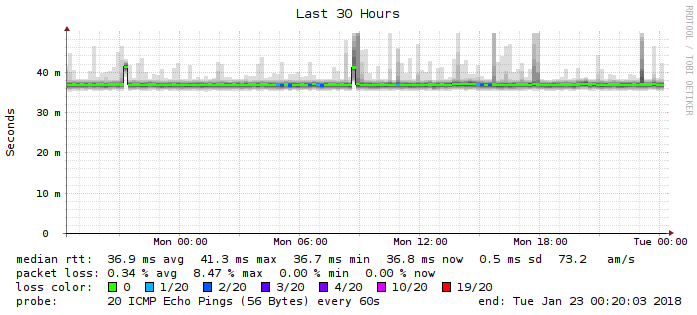 Last 30 Hours
RRDTOOL / TOBI OETIKER
Seconds
40 m
30 m
20 m
10 m
0
Mon 00:00 Mon 06:00 Mon 12:00 Mon 18:00 Tue 00:00
median rtt: 36.9 ms avg 41.3 ms max 36.7 ms min 36.8 ms now 0.5 ms sd 73.2 am/s
packet loss: 0.34 % avg 8.47 % max 0.00 % min 0.00 % now
loss color: 0 1/20 2/20 3/20 4/20 10/20 19/20
probe: 20 ICMP Echo Pings (56 Bytes) every 60s end: Tue Jan 23 00:20:03 2018